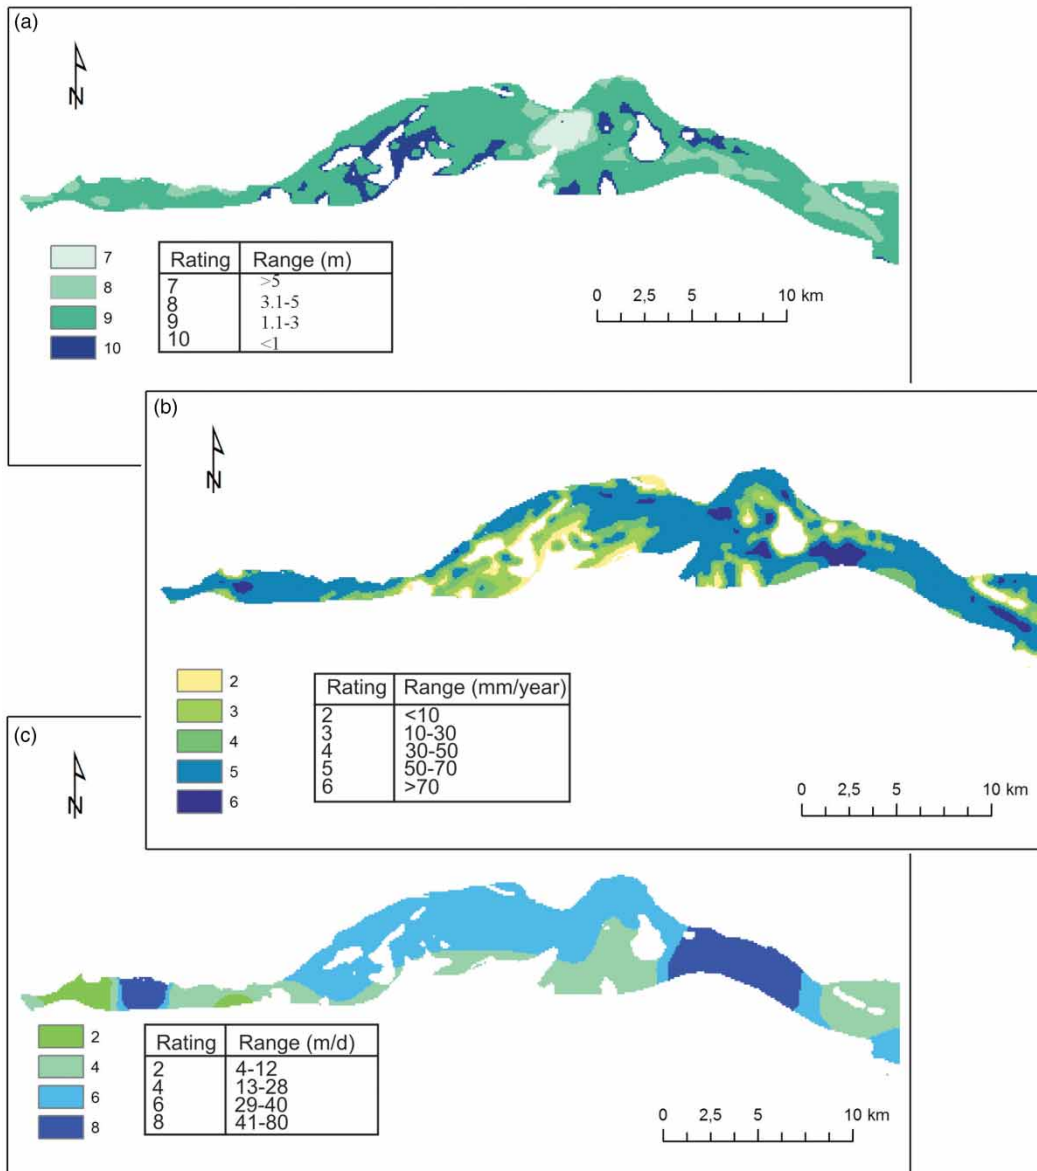 (a)
N
7
8
9
10
Rating Range (m)
7 >5
8 3.1-5
9 1.1-3
10 <1
0 2,5 5 10 km
(b)
N
2
3
4
5
6
Rating Range (mm/year)
2 <10
3 10-30
4 30-50
5 50-70
6 >70
0 2,5 5 10 km
(c)
N
2
4
6
8
Rating Range (m/d)
2 4-12
4 13-28
6 29-40
8 41-80
0 2,5 5 10 km